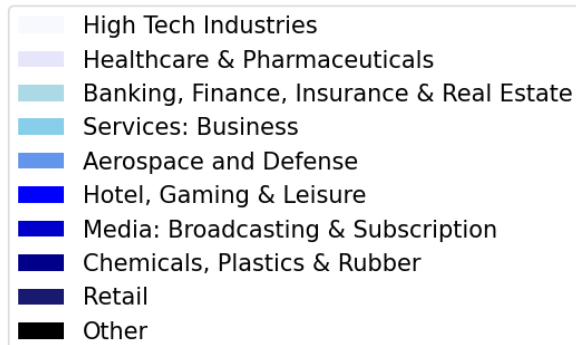 High Tech Industries
Healthcare & Pharmaceuticals
Banking, Finance, Insurance & Real Estate
Services: Business
Aerospace and Defense
Hotel, Gaming & Leisure
Media: Broadcasting & Subscription
Chemicals, Plastics & Rubber
Retail
Other